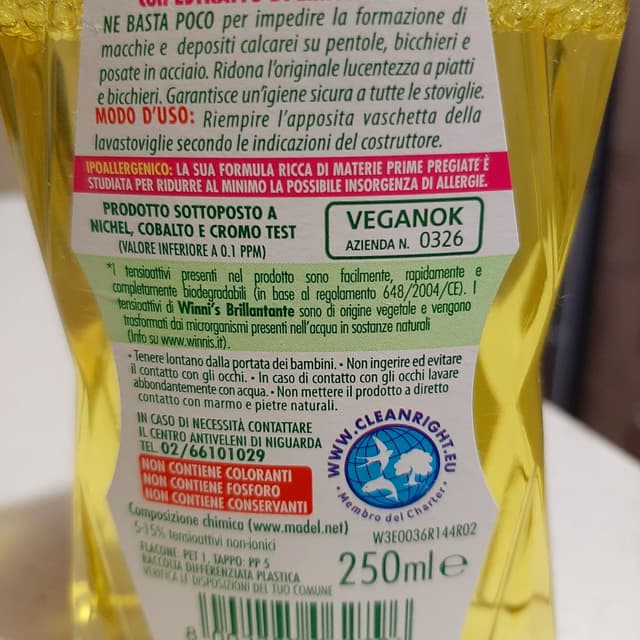 NE BASTA POCO per impedire la formazione di
macchie e depositi calcarei su pentole, bicchieri e
posate in acciaio. Ridona l'originale lucentezza a piatti
e bicchieri. Garantisce un'igiene sicura a tutte le stoviglie.
MODO D'USO: Riempire l'apposita vaschetta della
lavastoviglie secondo le indicazioni del costruttore.
IPOALLERGENICO: LA SUA FORMULA RICCA DI MATERIE PRIME PREGIATE È
STUDIATA PER RIDURRE AL MINIMO LA POSSIBILE INSORGENZA DI ALLERGIE.
PRODOTTO SOTTOPOSTO A
NICHEL, COBALTO E CROMO TEST
(VALORE INFERIORE A 0.1 PPM)
VEGANOK
AZIENDA N. 0326
*I tensioattivi presenti nel prodotto sono facilmente, rapidamente e
completamente biodegradabili (in base al regolamento 648/2004/CE). I
tensioattivi di Winni's Brillantante sono di origine vegetale e vengono
trasformati dai microrganismi presenti nell'acqua in sostanze naturali
(Info su www.winnis.it).
• Tenere lontano dalla portata dei bambini. • Non ingerire ed evitare
il contatto con gli occhi. • In caso di contatto con gli occhi lavare
abbondantemente con acqua. • Non mettere il prodotto a diretto
contatto con marmo e pietre naturali.
IN CASO DI NECESSITÀ CONTATTARE
IL CENTRO ANTIVELENI DI NIGUARDA
TEL. 02/66101029
NON CONTIENE COLORANTI
NON CONTIENE FOSFORO
NON CONTIENE CONSERVANTI
WWW.CLEANRIGHT.EU
• Membro del Charter •
Composizione chimica (www.madel.net)
5-15% tensioattivi non-ionici
W3E0036R144R02
FLACONE: PET 1, TAPPO: PP 5
RACCOLTA DIFFERENZIATA PLASTICA
VERIFICA LE DISPOSIZIONI DEL TUO COMUNE
250ml e